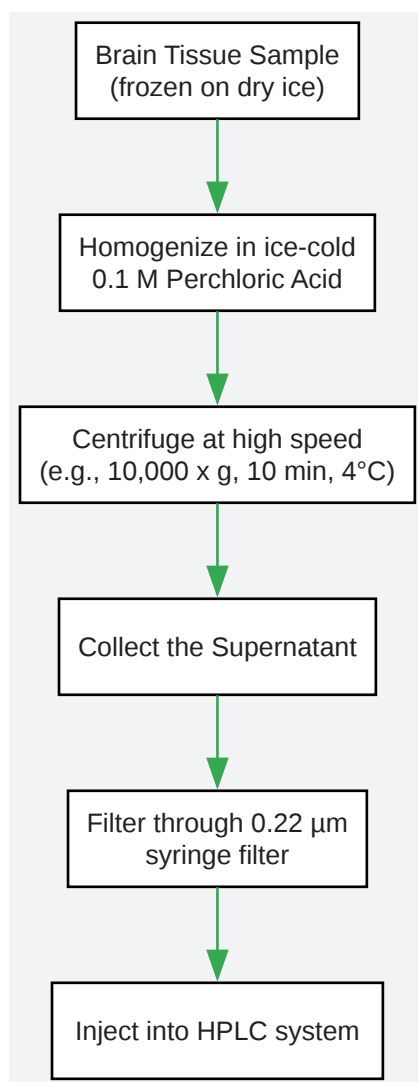 Brain Tissue Sample
(frozen on dry ice)
Homogenize in ice-cold
0.1 M Perchloric Acid
Centrifuge at high speed
(e.g., 10,000 x g, 10 min, 4°C)
Collect the Supernatant
Filter through 0.22 µm
syringe filter
Inject into HPLC system